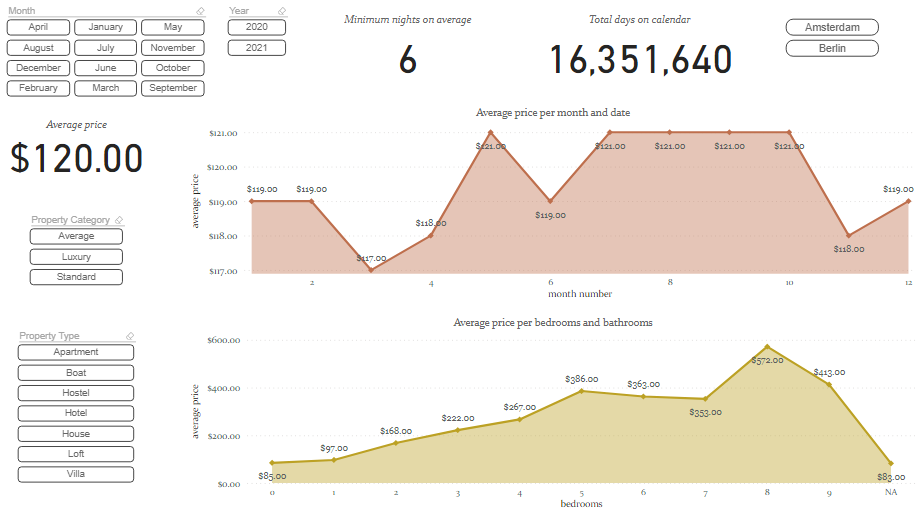 Month
April January May
August July November
December June October
February March September
Year
2020
2021
Minimum nights on average
6
Total days on calendar
16,351,640
Amsterdam
Berlin
Average price
$120.00
Property Category
Average
Luxury
Standard
Property Type
Apartment
Boat
Hostel
Hotel
House
Loft
Villa
Average price per month and date
average price
$121.00
$120.00
$119.00
$118.00
$117.00
$119.00 $119.00 $117.00 $118.00 $121.00 $119.00 $121.00 $121.00 $121.00 $121.00 $118.00 $119.00
2 4 6 8 10 12
month number
Average price per bedrooms and bathrooms
average price
$600.00
$400.00
$200.00
$0.00
$85.00 $97.00 $168.00 $222.00 $267.00 $386.00 $363.00 $353.00 $572.00 $413.00 $83.00
0 1 2 3 4 5 6 7 8 9 NA
bedrooms